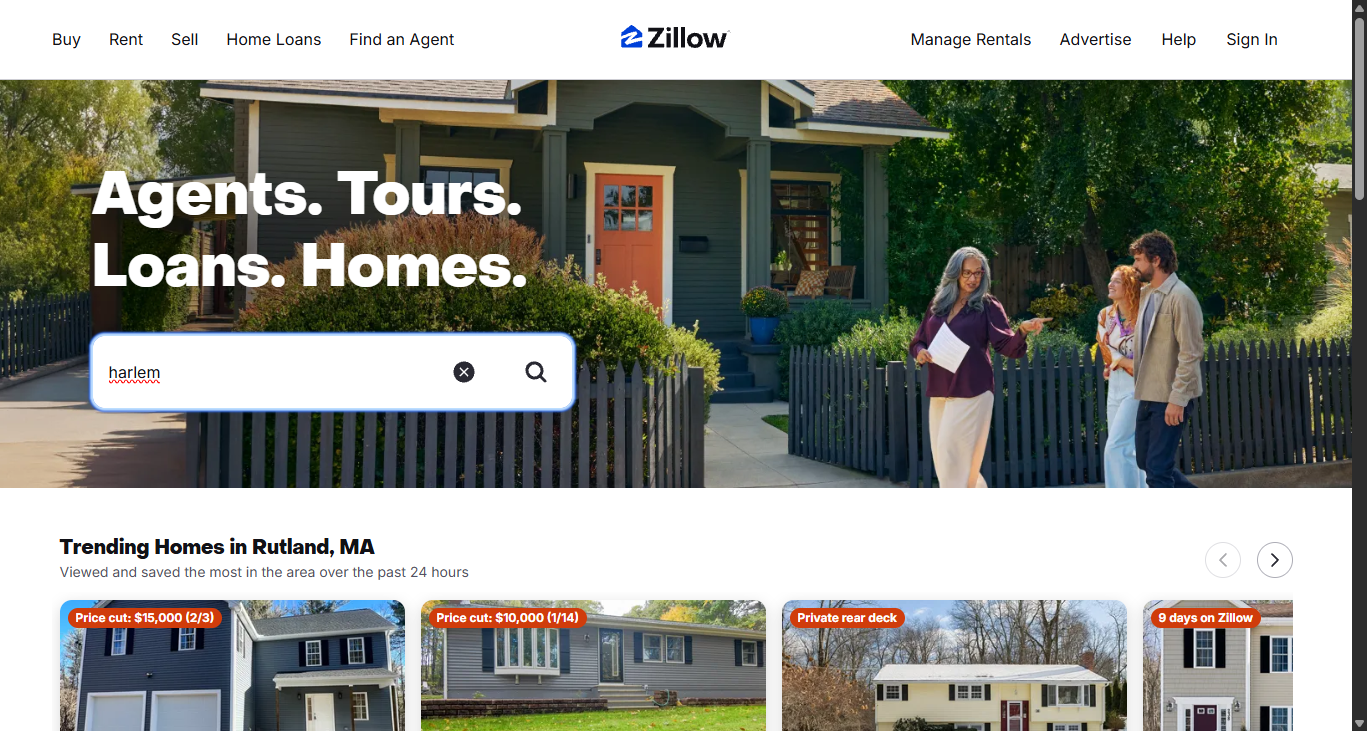 Buy Rent Sell Home Loans Find an Agent Zillow Manage Rentals Advertise Help Sign In
Agents. Tours.
Loans. Homes.
harlem
Trending Homes in Rutland, MA
Viewed and saved the most in the area over the past 24 hours
Price cut: $15,000 (2/3) Price cut: $10,000 (1/14) Private rear deck 9 days on Zillow